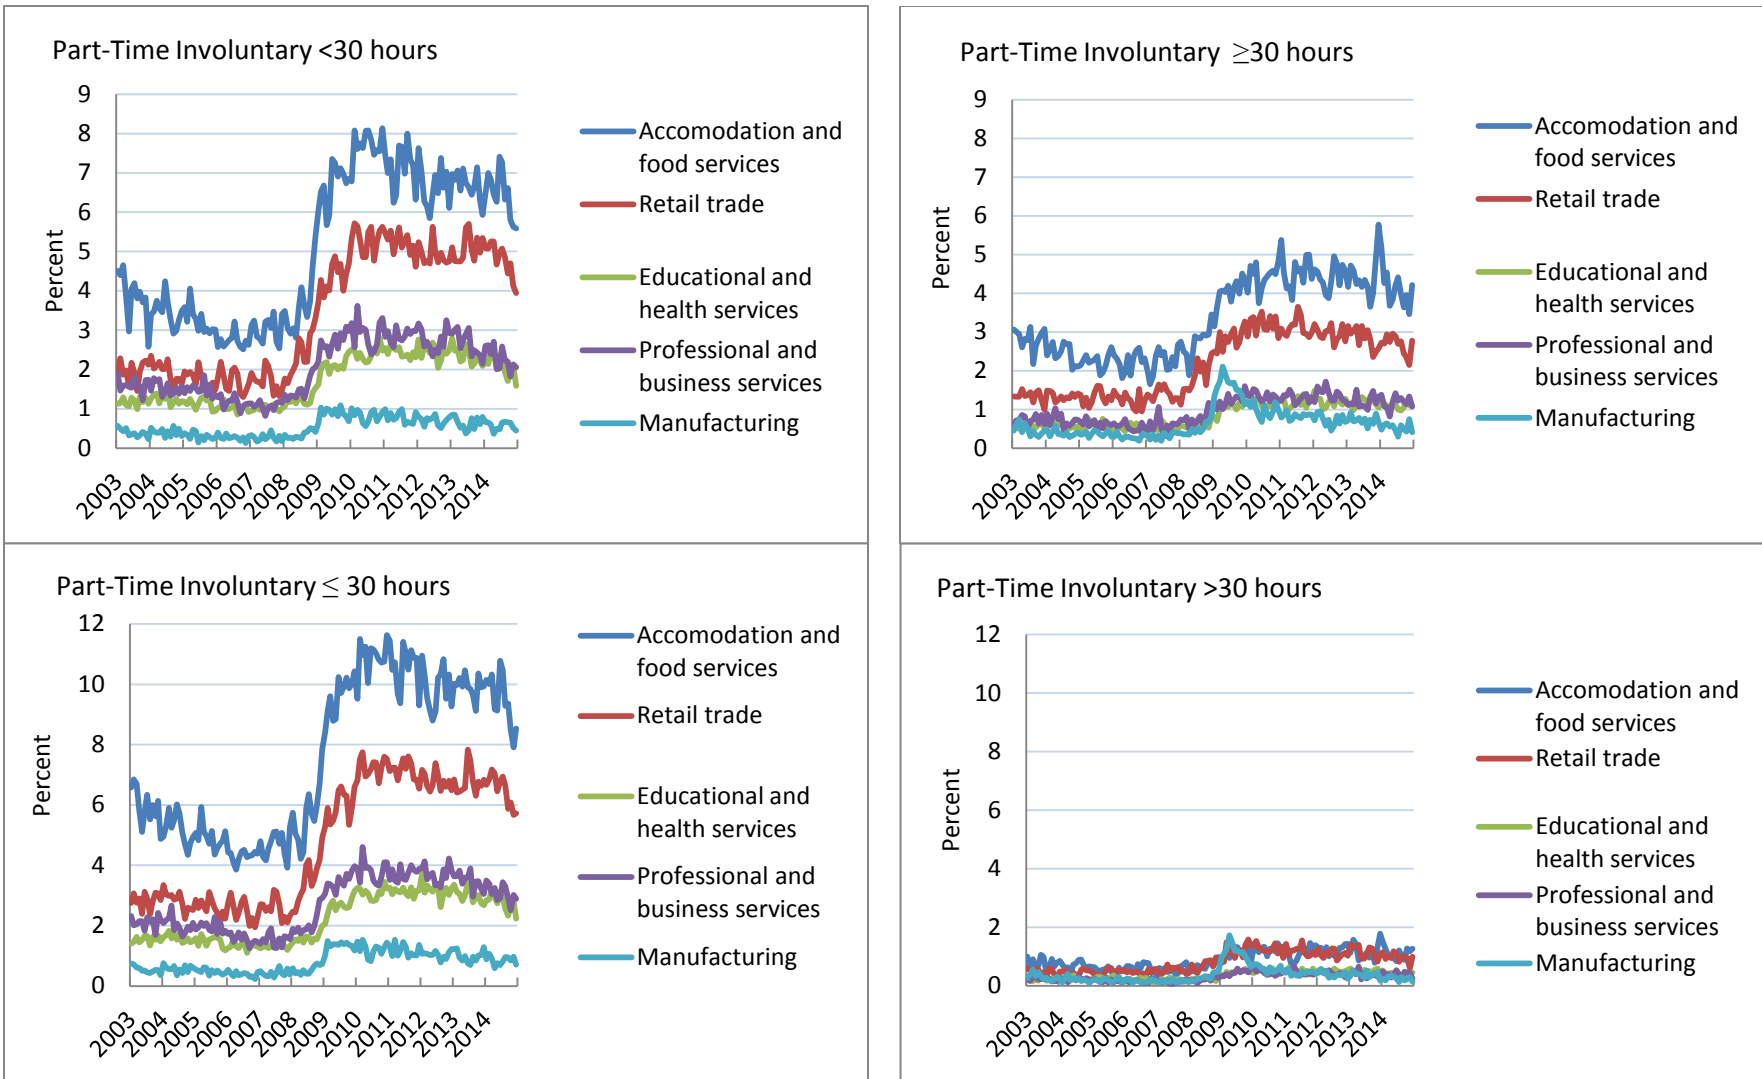 Part-Time Involuntary <30 hours
9
8
7
6
5
4
3
2
1
0
Percent
2003
2004
2005
2006
2007
2008
2009
2010
2011
2012
2013
2014
Accomodation and
food services
Retail trade
Educational and
health services
Professional and
business services
Manufacturing
Part-Time Involuntary ≥30 hours
9
8
7
6
5
4
3
2
1
0
Percent
2003
2004
2005
2006
2007
2008
2009
2010
2011
2012
2013
2014
Accomodation and
food services
Retail trade
Educational and
health services
Professional and
business services
Manufacturing
Part-Time Involuntary ≤ 30 hours
12
10
8
6
4
2
0
Percent
2003
2004
2005
2006
2007
2008
2009
2010
2011
2012
2013
2014
Accomodation and
food services
Retail trade
Educational and
health services
Professional and
business services
Manufacturing
Part-Time Involuntary >30 hours
12
10
8
6
4
2
0
Percent
2003
2004
2005
2006
2007
2008
2009
2010
2011
2012
2013
2014
Accomodation and
food services
Retail trade
Educational and
health services
Professional and
business services
Manufacturing